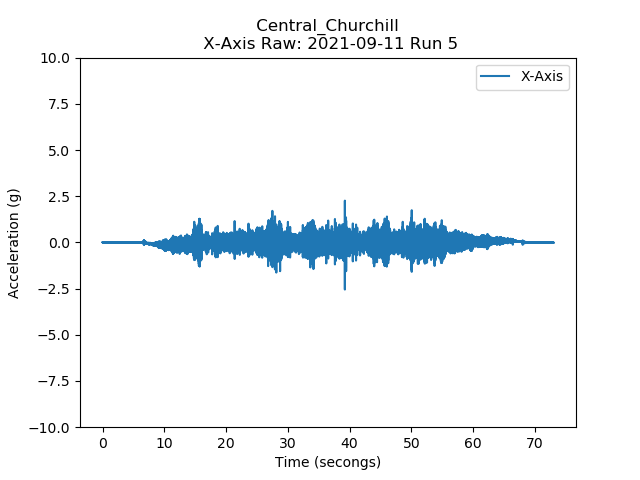 Central_Churchill
X-Axis Raw: 2021-09-11 Run 5
10.0
7.5
5.0
2.5
0.0
−2.5
−5.0
−7.5
−10.0
Acceleration (g)
X-Axis
0 10 20 30 40 50 60 70
Time (secongs)